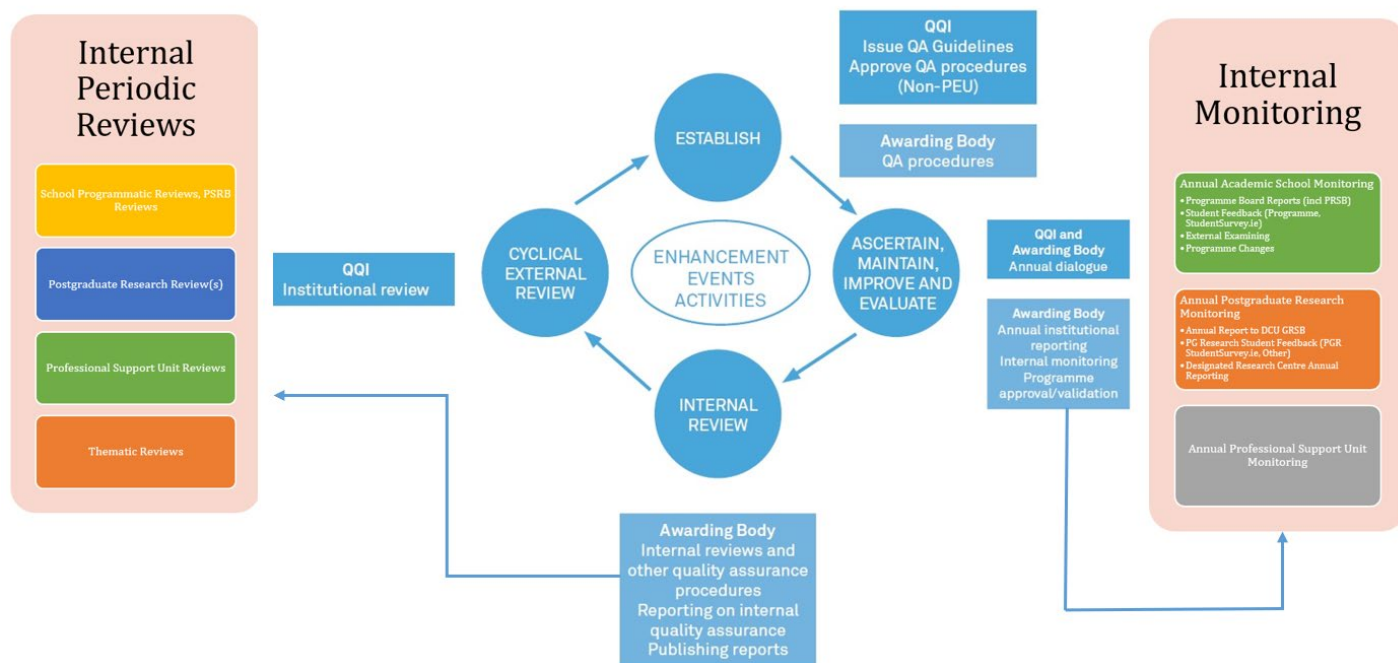 Internal
Periodic
Reviews
School Programmatic Reviews, PSRB
Reviews
Postgraduate Research Review(s)
Professional Support Unit Reviews
Thematic Reviews
QQI
Institutional review
ESTABLISH
CYCLICAL
EXTERNAL
REVIEW
ENHANCEMENT
EVENTS
ACTIVITIES
ASCERTAIN,
MAINTAIN,
IMPROVE AND
EVALUATE
INTERNAL
REVIEW
QQI
Issue QA Guidelines
Approve QA procedures
(Non-PEU)
Awarding Body
QA procedures
QQI and
Awarding Body
Annual dialogue
Awarding Body
Annual institutional
reporting
Internal monitoring
Programme
approval/validation
Awarding Body
Internal reviews and
other quality assurance
procedures
Reporting on internal
quality assurance
Publishing reports
Internal
Monitoring
Annual Academic School Monitoring
• Programme Board Reports (incl PRSB)
• Student Feedback (Programme,
StudentSurvey.ie)
• External Examining
• Programme Changes
Annual Postgraduate Research
Monitoring
• Annual Report to DCU GRSB
• PG Research Student Feedback (PGR
StudentSurvey.ie, Other)
• Designated Research Centre Annual
Reporting
Annual Professional Support Unit
Monitoring